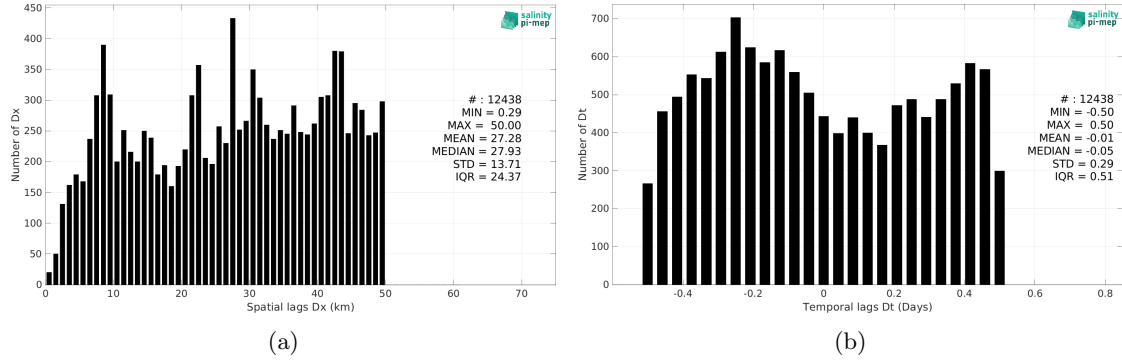 450
400
350
300
250
200
150
100
50
0
Number of Dx
0 10 20 30 40 50 60 70
Spatial lags Dx (km)
salinity
pi-mep
# : 12438
MIN = 0.29
MAX = 50.00
MEAN = 27.28
MEDIAN = 27.93
STD = 13.71
IQR = 24.37
(a)
700
600
500
400
300
200
100
0
Number of Dt
-0.4 -0.2 0 0.2 0.4 0.6 0.8
Temporal lags Dt (Days)
salinity
pi-mep
# : 12438
MIN = -0.50
MAX = 0.50
MEAN = -0.01
MEDIAN = -0.05
STD = 0.29
IQR = 0.51
(b)